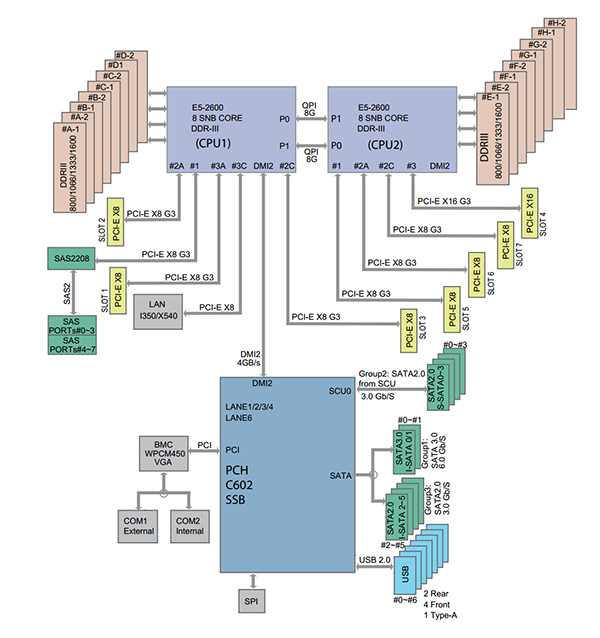 #D-2
#D1
#C-2
#C-1
#B-2
#B-1
#A-2
#A-1
DDRIII
800/1066/1333/1600
E5-2600
8 SNB CORE
DDR-III
(CPU1)
P0
P1
#2A
#1
#3A
#3C
DMI2
#2C
QPI
8G
QPI
8G
E5-2600
8 SNB CORE
DDR-III
(CPU2)
P1
P0
#1
#2A
#2C
#3
DMI2
#H-2
#H-1
#G-2
#G-1
#F-2
#F-1
#E-2
#E-1
DDRIII
800/1066/1333/1600
PCI-E X8
SLOT 2
PCI-E X8 G3
PCI-E X16 G3
PCI-E X16
SLOT 4
PCI-E X8 G3
PCI-E X8
SLOT 7
SAS2208
PCI-E X8 G3
PCI-E X8 G3
PCI-E X8
SLOT 6
SAS2
SLOT 1
PCI-E X8
PCI-E X8 G3
PCI-E X8 G3
PCI-E X8
SLOT 5
LAN
I350/X540
PCI-E X8
PCI-E X8 G3
PCI-E X8
SLOT 3
SAS
PORTs#0~3
SAS
PORTs#4~7
DMI2
4GB/s
DMI2
LANE1/2/3/4
LANE6
SCU0
Group2: SATA2.0
from SCU
3.0 Gb/S
#0~#3
SATA2.0
S-SATA0~3
BMC
WPCM450
VGA
PCI
PCI
PCH
C602
SSB
SATA
#0~#1
SATA3.0
I-SATA 0/1
Group1:
SATA 3.0
6.0 Gb/S
SATA2.0
I-SATA 2~5
Group3:
SATA2.0
3.0 Gb/S
#2~#5
COM1
External
COM2
Internal
USB 2.0
USB
#0~#6
2 Rear
4 Front
1 Type-A
SPI